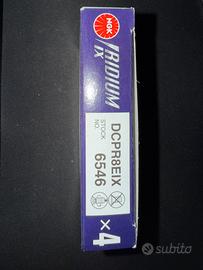 NGK
IRIDIUM
IX
DCPR8EIX
STOCK
NO.
6546
×4
subito